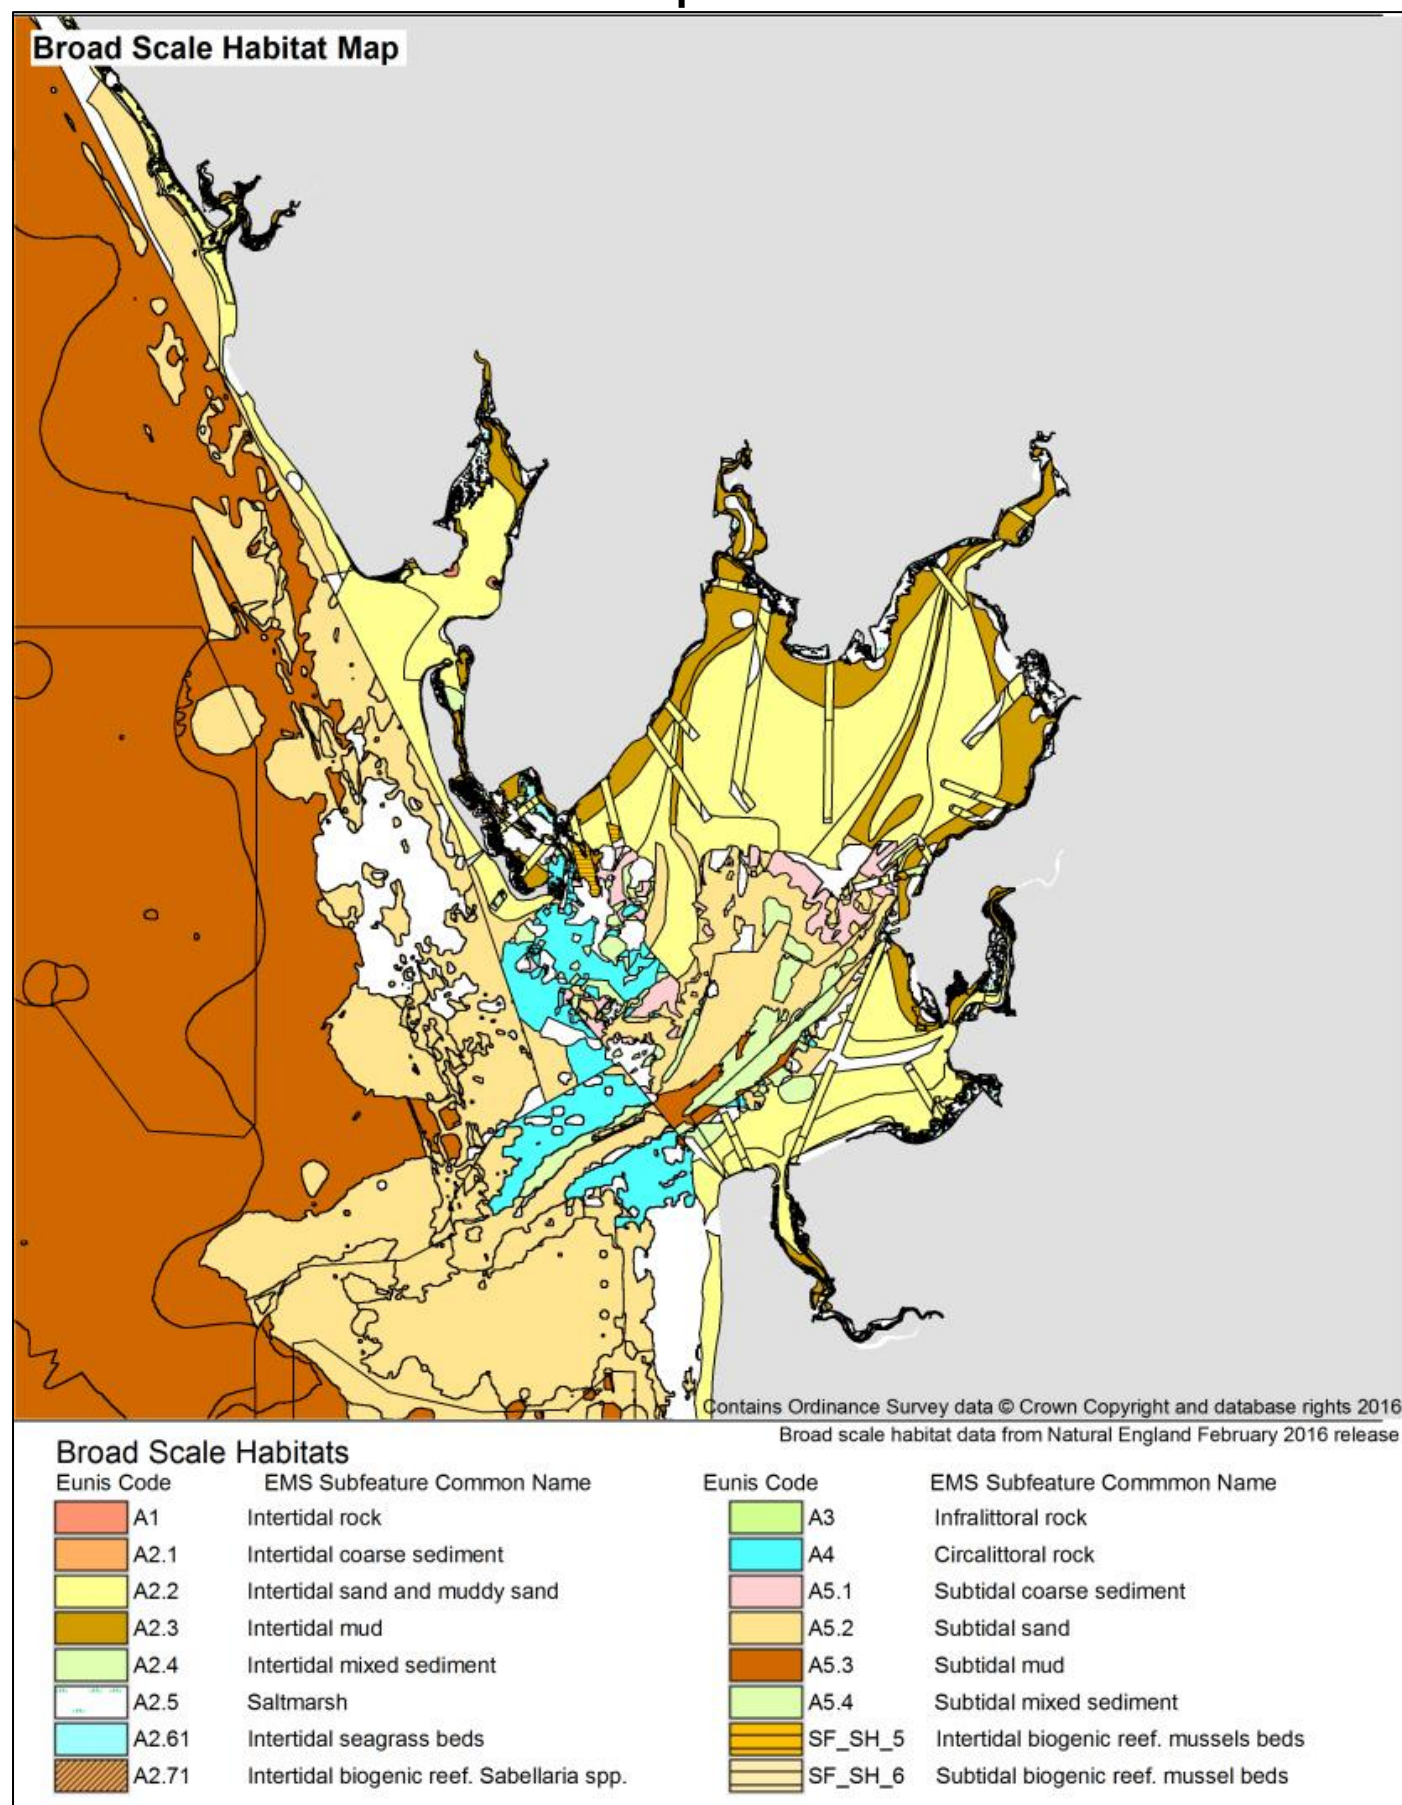 Broad Scale Habitat Map
Contains Ordinance Survey data © Crown Copyright and database rights 2016
Broad scale habitat data from Natural England February 2016 release
Broad Scale Habitats
Eunis Code EMS Subfeature Common Name
A1 Intertidal rock
A2.1 Intertidal coarse sediment
A2.2 Intertidal sand and muddy sand
A2.3 Intertidal mud
A2.4 Intertidal mixed sediment
A2.5 Saltmarsh
A2.61 Intertidal seagrass beds
A2.71 Intertidal biogenic reef. Sabellaria spp.
Eunis Code EMS Subfeature Commmon Name
A3 Infralittoral rock
A4 Circalittoral rock
A5.1 Subtidal coarse sediment
A5.2 Subtidal sand
A5.3 Subtidal mud
A5.4 Subtidal mixed sediment
SF_SH_5 Intertidal biogenic reef. mussels beds
SF_SH_6 Subtidal biogenic reef. mussel beds